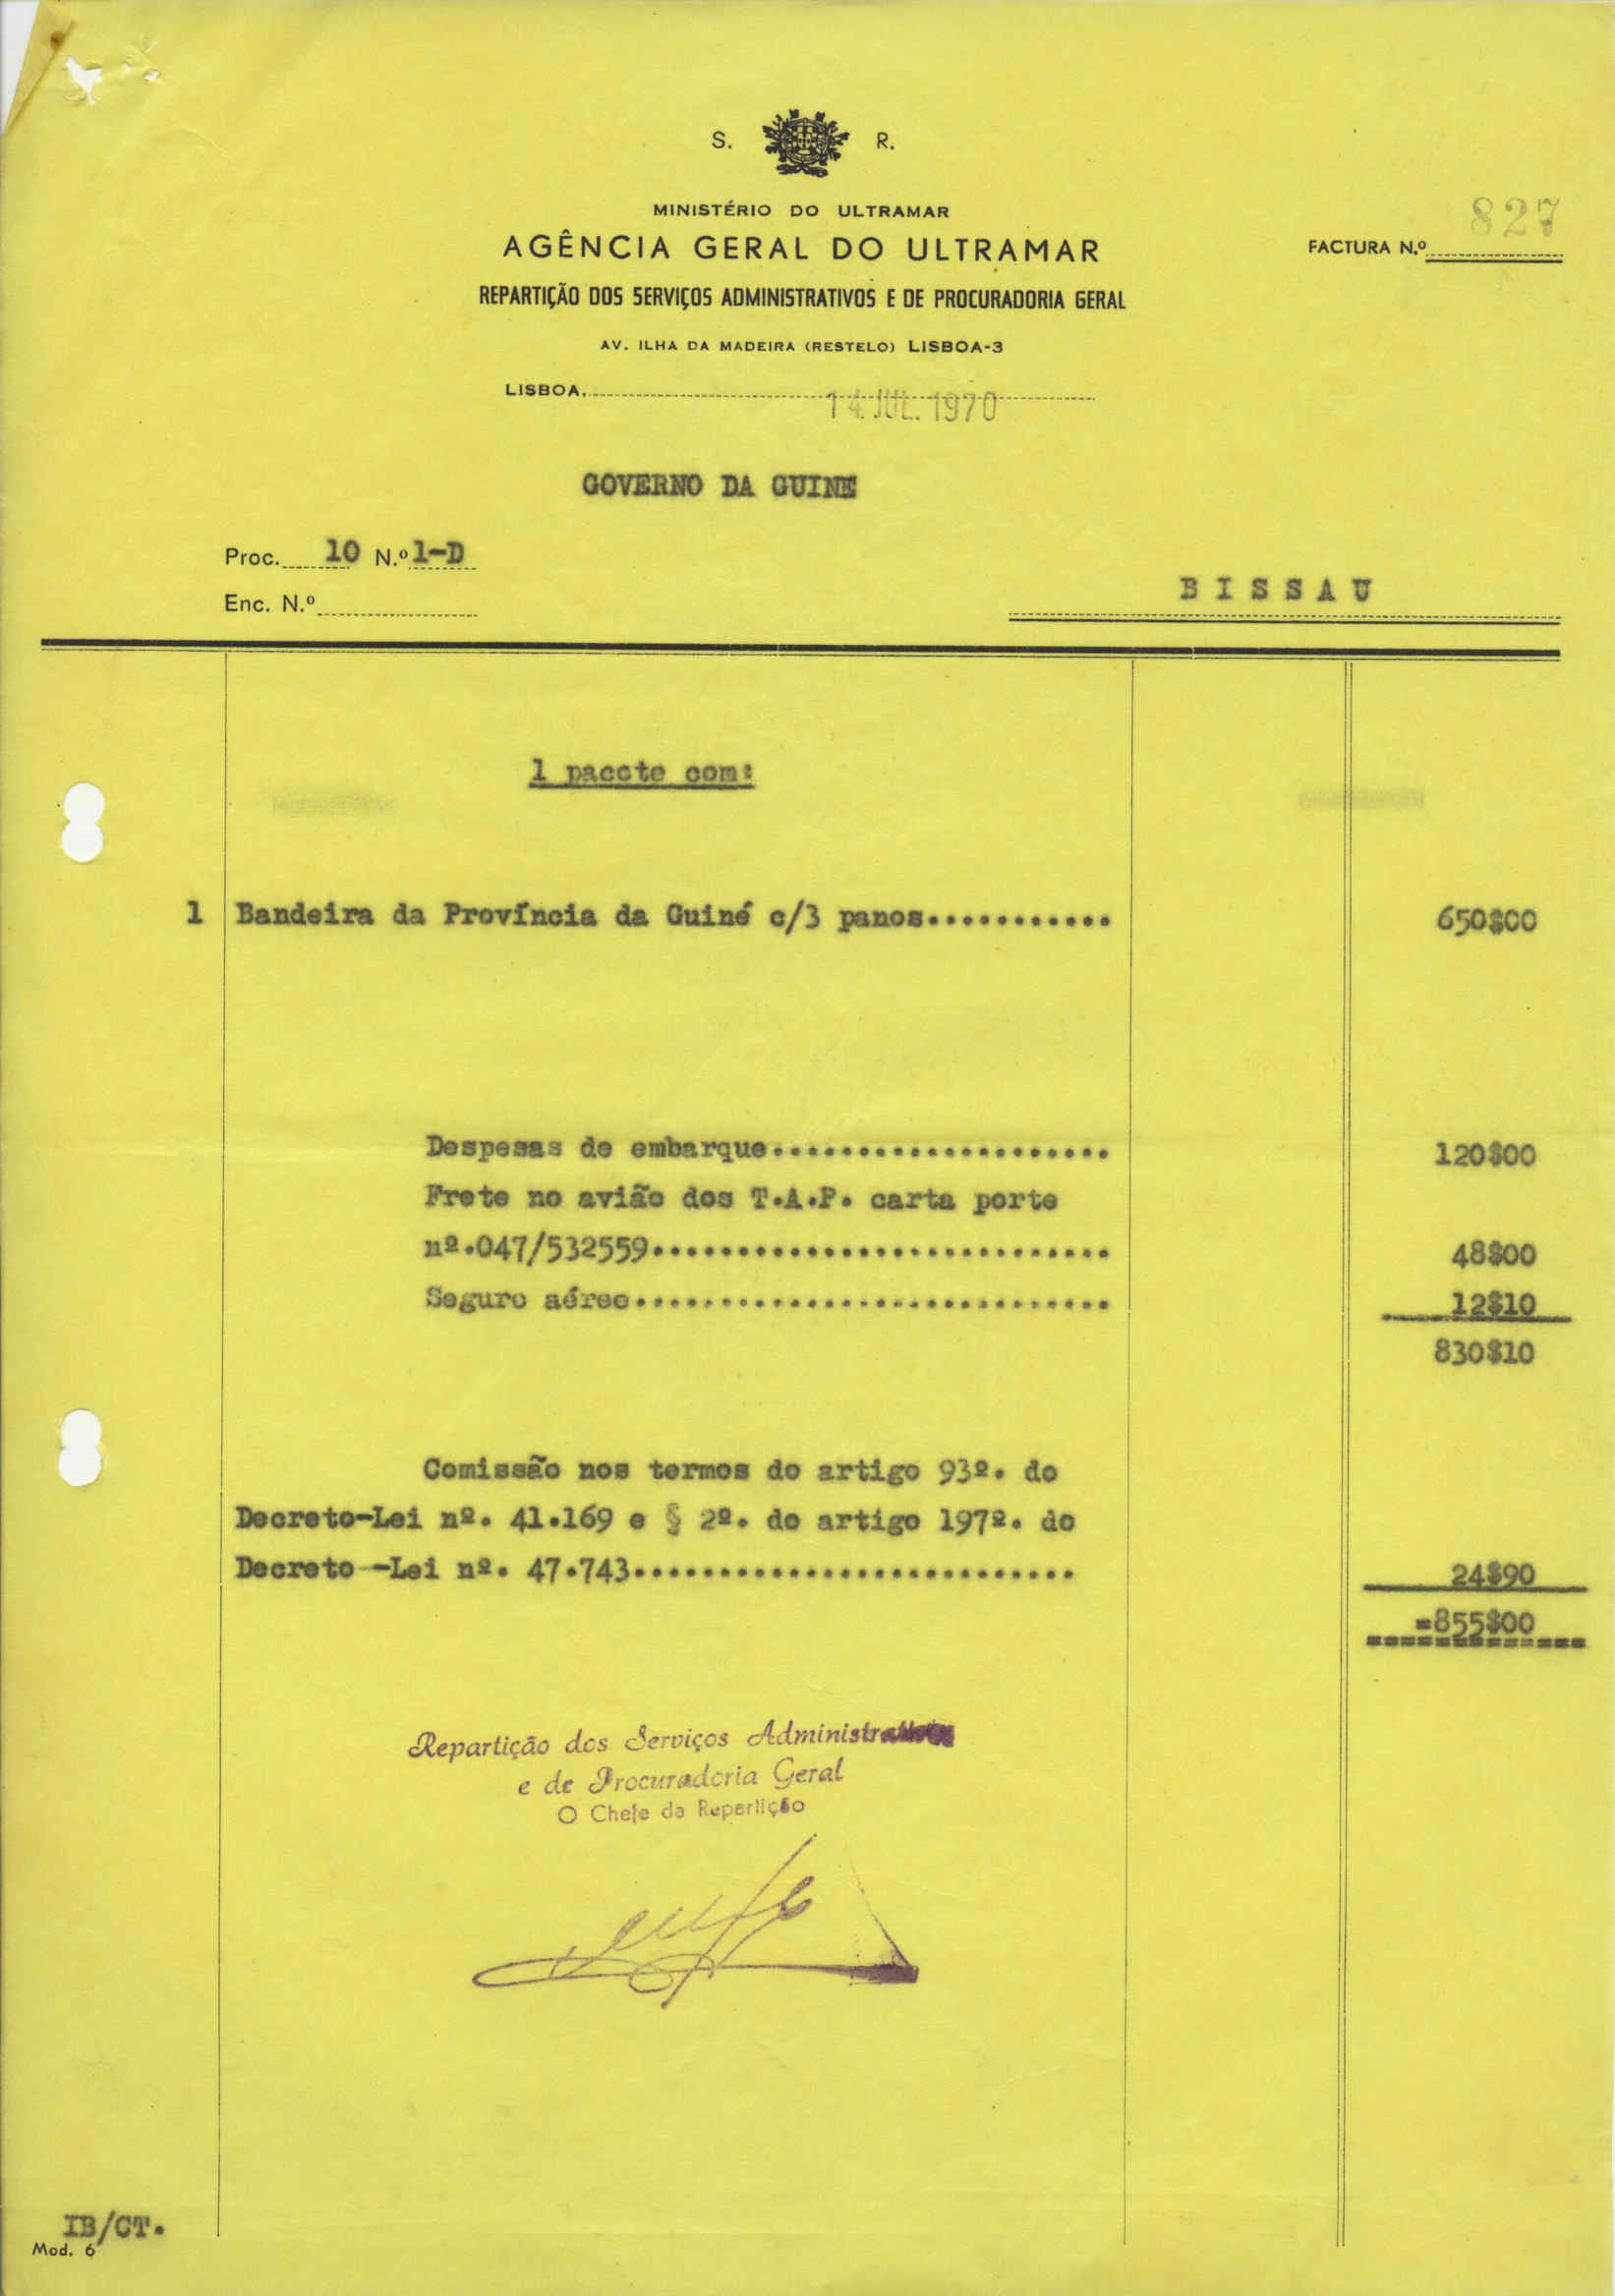 S. R.
MINISTÉRIO DO ULTRAMAR
AGÊNCIA GERAL DO ULTRAMAR
REPARTIÇÃO DOS SERVIÇOS ADMINISTRATIVOS E DE PROCURADORIA GERAL
AV. ILHA DA MADEIRA (RESTELO) LISBOA-3
FACTURA N.º 827
LISBOA, 14. JUL. 1970
GOVERNO DA GUINE
Proc. 10 N.º 1-D
Enc. N.º
BISSAU
1 pacote com:
1 Bandeira da Província da Guiné c/3 panos........... 650$00
Despesas de embarque.................... 120$00
Frete no avião dos T.A.P. carta porte
nº.047/532559........................... 48$00
Seguro aéreo............................ 12$10
830$10
Comissão nos termos do artigo 93º. do
Decreto-Lei nº. 41.169 e § 2º. do artigo 197º. do
Decreto -Lei nº. 47.743.......................... 24$90
=855$00
Repartição dos Serviços Administrativos
e de Procuradoria Geral
O Chefe da Repartição
IB/CT.
Mod. 6